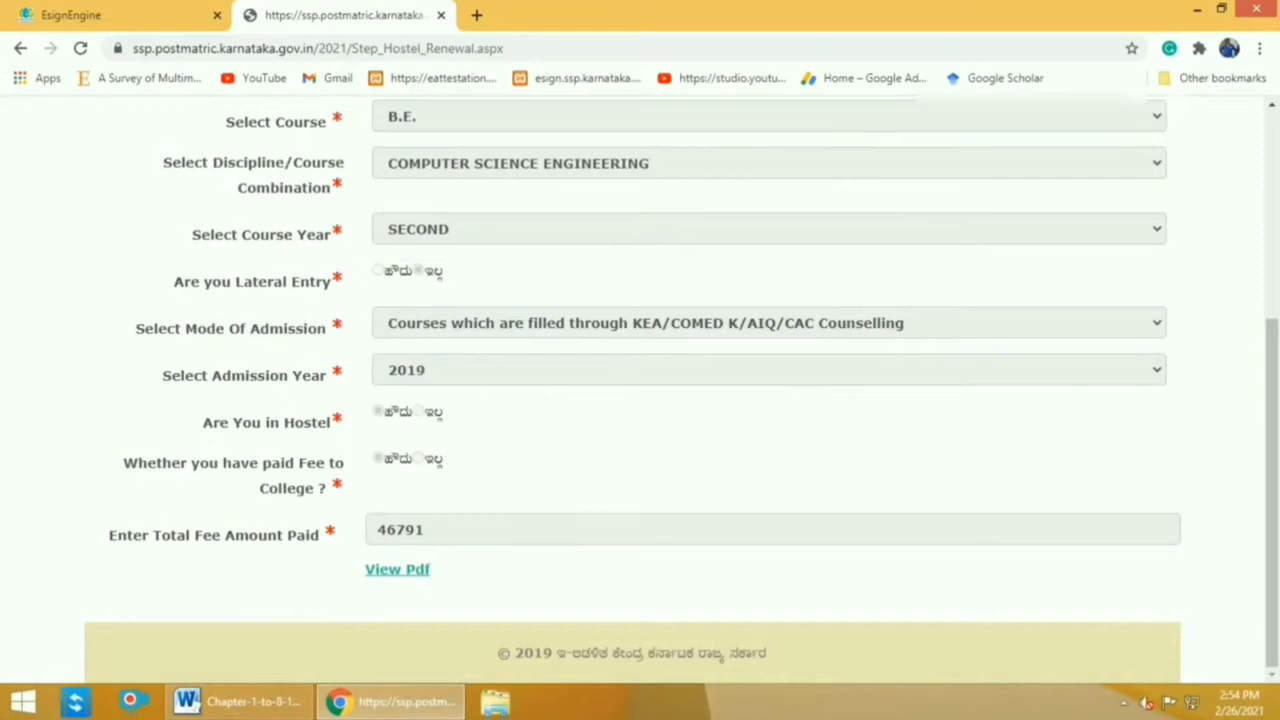 EsignEngine
https://ssp.postmatric.karnataka.
ssp.postmatric.karnataka.gov.in/2021/Step_Hostel_Renewal.aspx
Apps A Survey of Multim... YouTube Gmail https://eattestation.... esign.ssp.karnataka.... https://studio.youtu... Home – Google Ad... Google Scholar Other bookmarks
Select Course * B.E.
Select Discipline/Course COMPUTER SCIENCE ENGINEERING
Combination*
Select Course Year* SECOND
Are you Lateral Entry* ಹೌದು ಇಲ್ಲ
Select Mode Of Admission * Courses which are filled through KEA/COMED K/AIQ/CAC Counselling
Select Admission Year * 2019
Are You in Hostel* ಹೌದು ಇಲ್ಲ
Whether you have paid Fee to ಹೌದು ಇಲ್ಲ
College ? *
Enter Total Fee Amount Paid * 46791
View Pdf
© 2019 ಇ-ಆಡಳಿತ ಕೇಂದ್ರ ಕರ್ನಾಟಕ ರಾಜ್ಯ ಸರ್ಕಾರ
Chapter-1-to-8-1... https://ssp.postm... 2:54 PM
2/26/2021